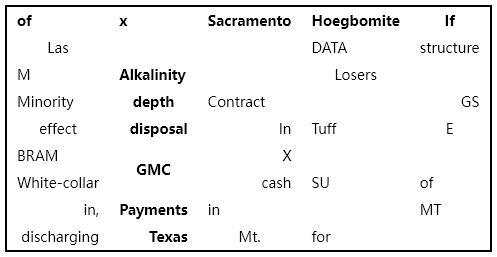 of x Sacramento Hoegbomite If
Las DATA structure
M Alkalinity Losers
Minority depth Contract GS
effect disposal In Tuff E
BRAM GMC X
White-collar cash SU of
in, Payments in MT
discharging Texas Mt. for